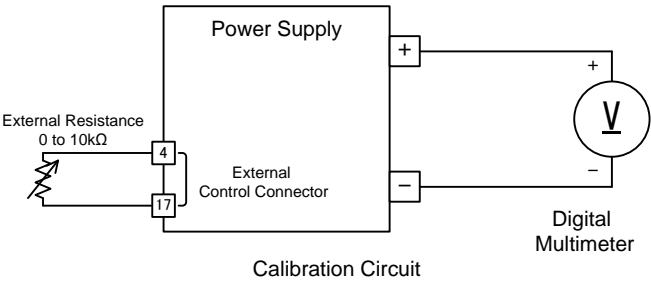 Power Supply
+
+
External Resistance
0 to 10kΩ
4
V
External
Control Connector
−
−
17
Digital
Multimeter
Calibration Circuit